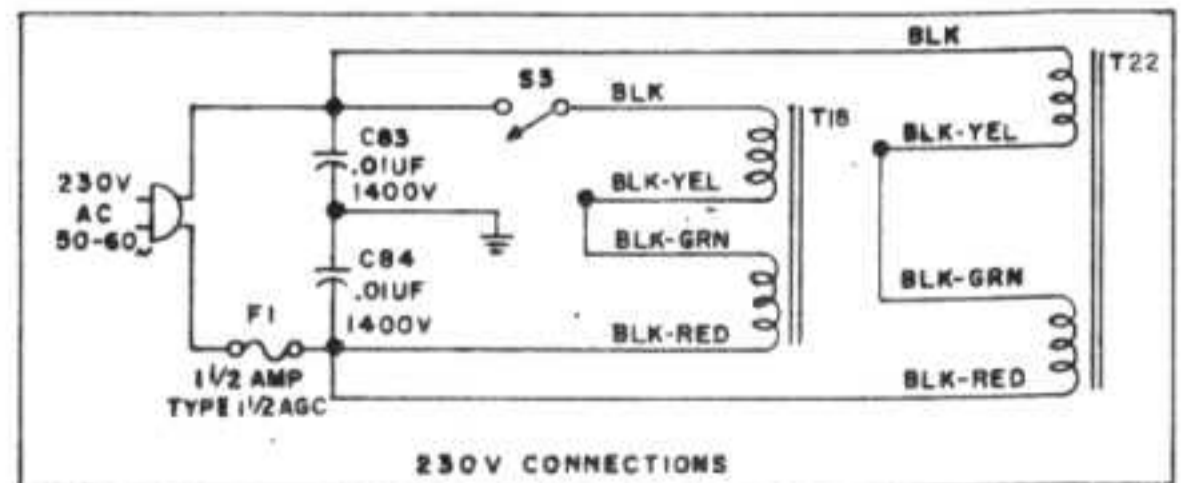 BLK
T22
S3
BLK
T18
C83
.01UF
1400V
BLK-YEL
BLK-YEL
230V
AC
50-60~
BLK-GRN
C84
.01UF
1400V
BLK-GRN
F1
BLK-RED
1 1/2 AMP
TYPE 1 1/2 AGC
BLK-RED
230V CONNECTIONS